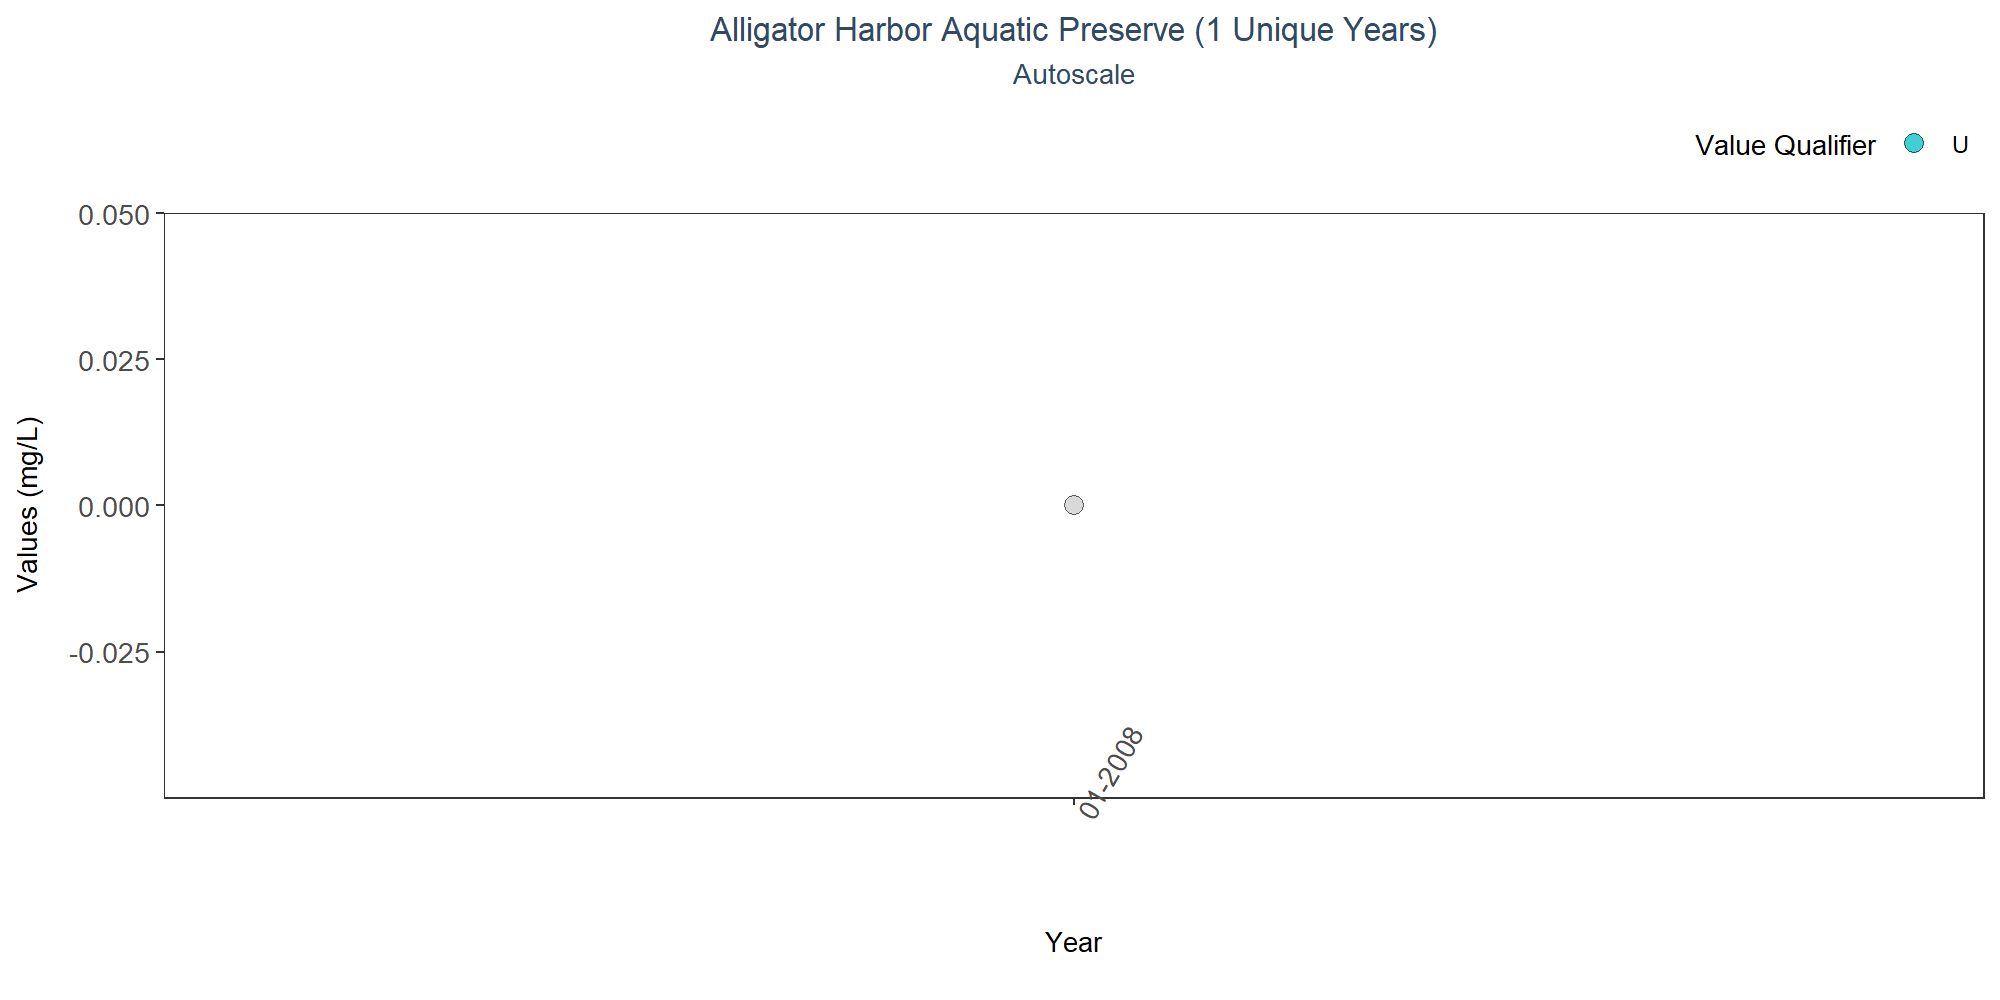 Alligator Harbor Aquatic Preserve (1 Unique Years)
Autoscale
Value Qualifier U
0.050
0.025
0.000
-0.025
Values (mg/L)
01-2008
Year